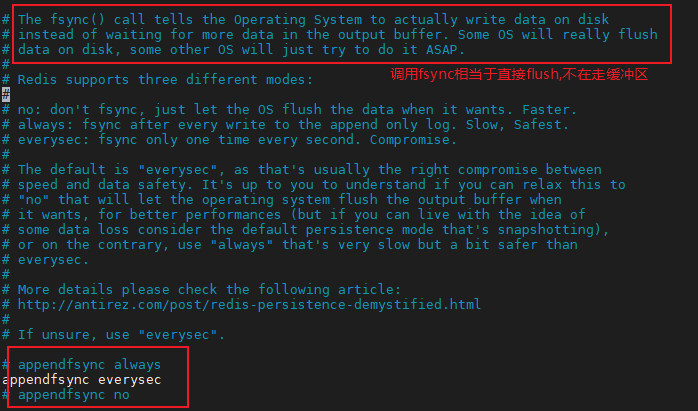 # The fsync() call tells the Operating System to actually write data on disk
# instead of waiting for more data in the output buffer. Some OS will really flush
# data on disk, some other OS will just try to do it ASAP.
#
# Redis supports three different modes:
调用fsync相当于直接flush,不在走缓冲区
#
# no: don't fsync, just let the OS flush the data when it wants. Faster.
# always: fsync after every write to the append only log. Slow, Safest.
# everysec: fsync only one time every second. Compromise.
#
# The default is "everysec", as that's usually the right compromise between
# speed and data safety. It's up to you to understand if you can relax this to
# "no" that will let the operating system flush the output buffer when
# it wants, for better performances (but if you can live with the idea of
# some data loss consider the default persistence mode that's snapshotting),
# or on the contrary, use "always" that's very slow but a bit safer than
# everysec.
#
# More details please check the following article:
# http://antirez.com/post/redis-persistence-demystified.html
#
# If unsure, use "everysec".
# appendfsync always
appendfsync everysec
# appendfsync no